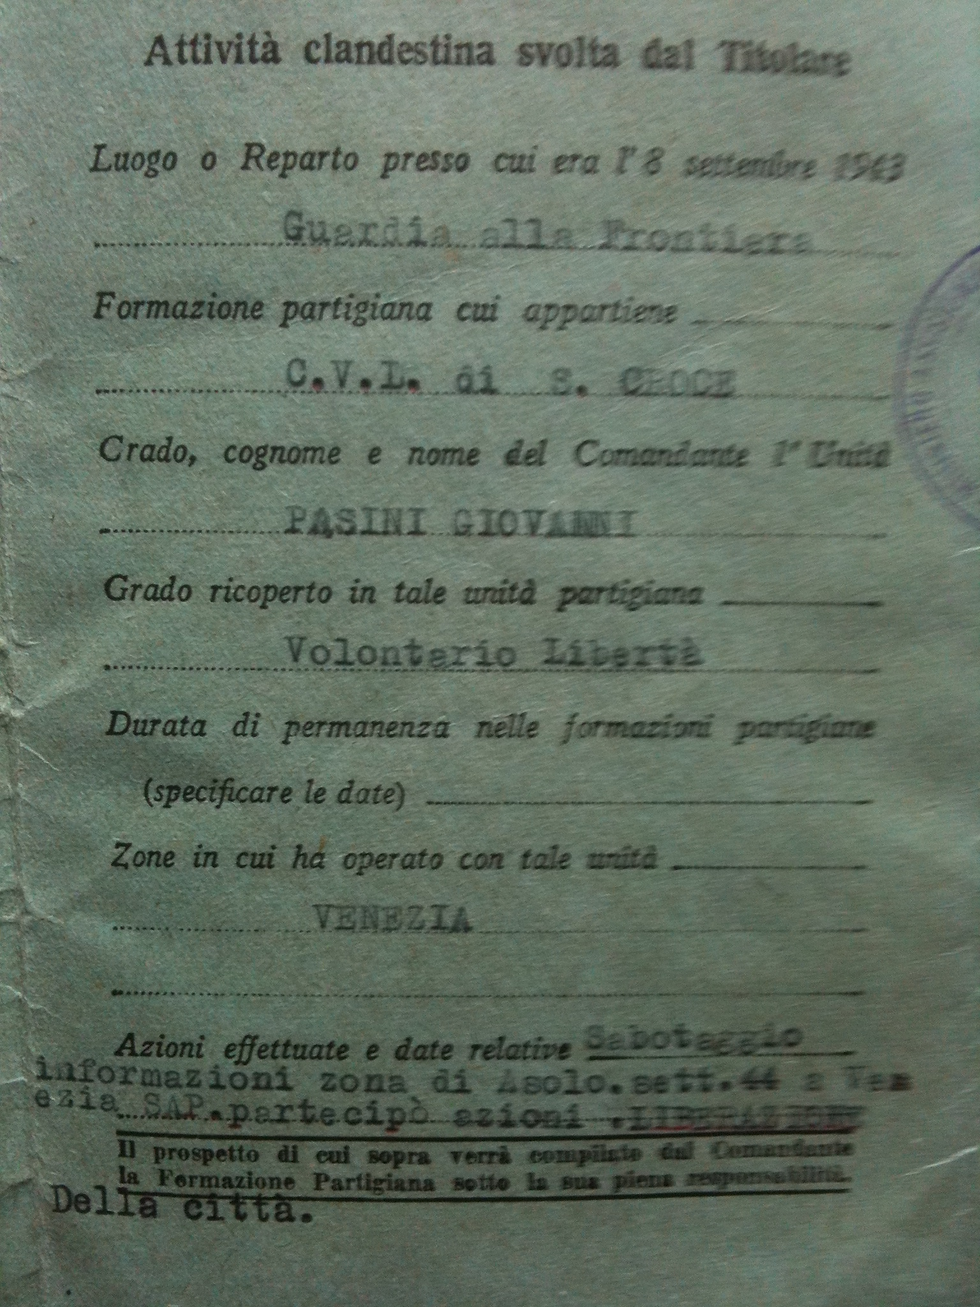 Attività clandestina svolta dal Titolare
Luogo o Reparto presso cui era l'8 settembre 1943
Guardia alla Frontiera
Formazione partigiana cui appartiene
C.V.L. di S. CROCE
Grado, cognome e nome del Comandante l'Unità
PASINI GIOVANNI
Grado ricoperto in tale unità partigiana
Volontario Libertà
Durata di permanenza nelle formazioni partigiane
(specificare le date)
Zone in cui ha operato con tale unità
VENEZIA
Azioni effettuate e date relative Sabotaggio
informazioni zona di Asolo.sett.44 a Ven
ezia SAP.partecipò azioni .LIBERAZIONE
Il prospetto di cui sopra verrà compilato dal Comandante
la Formazione Partigiana sotto la sua piena responsabilità.
Della città.